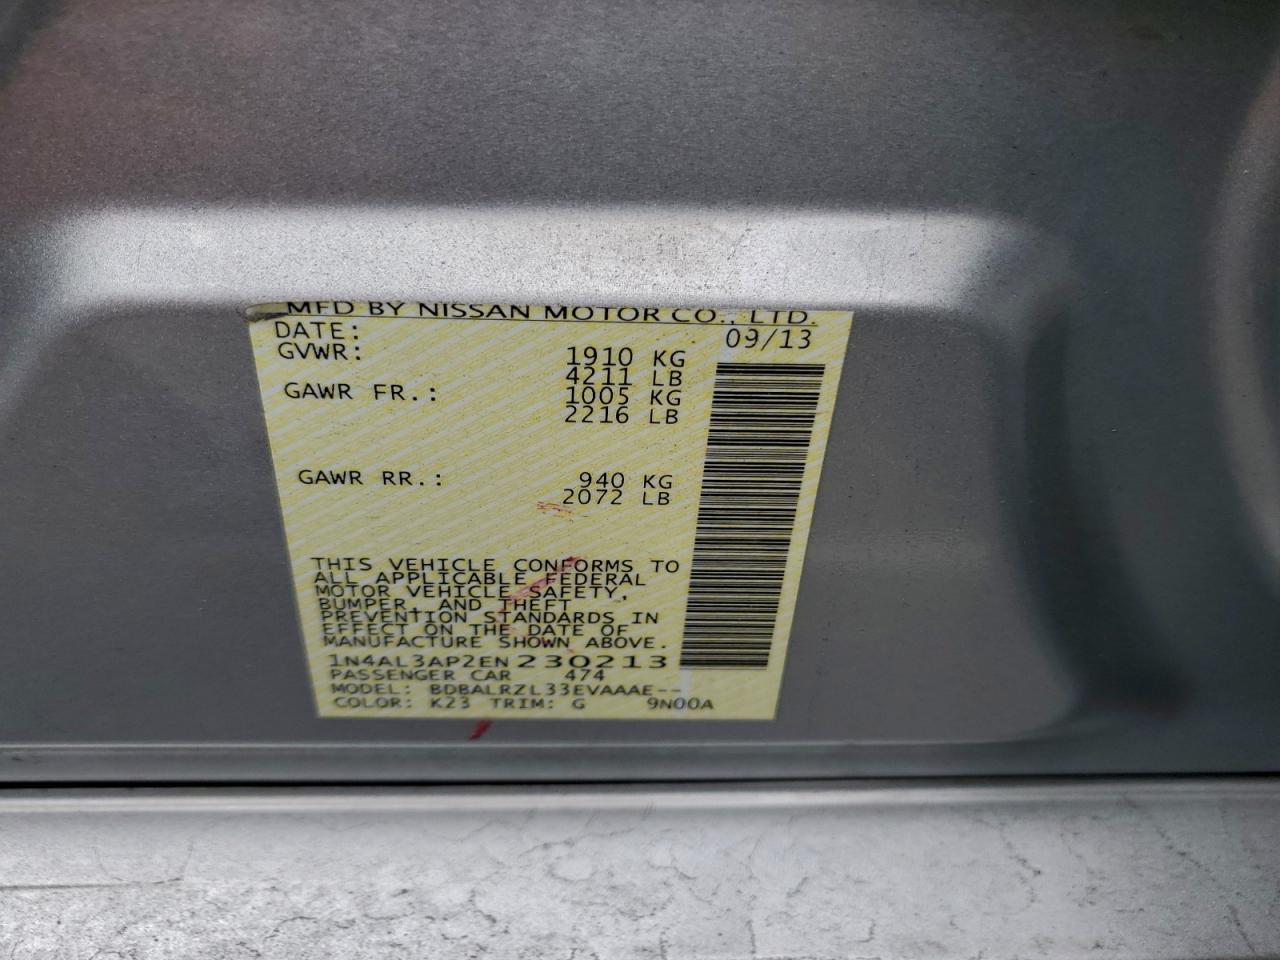 MFD BY NISSAN MOTOR CO., LTD.
DATE: 09/13
GVWR: 1910 KG
4211 LB
GAWR FR.: 1005 KG
2216 LB
GAWR RR.: 940 KG
2072 LB
THIS VEHICLE CONFORMS TO
ALL APPLICABLE FEDERAL
MOTOR VEHICLE SAFETY,
BUMPER, AND THEFT
PREVENTION STANDARDS IN
EFFECT ON THE DATE OF
MANUFACTURE SHOWN ABOVE.
1N4AL3AP2EN230213
PASSENGER CAR 474
MODEL: BDBALRZL33EVAAAE--
COLOR: K23 TRIM: G 9N00A